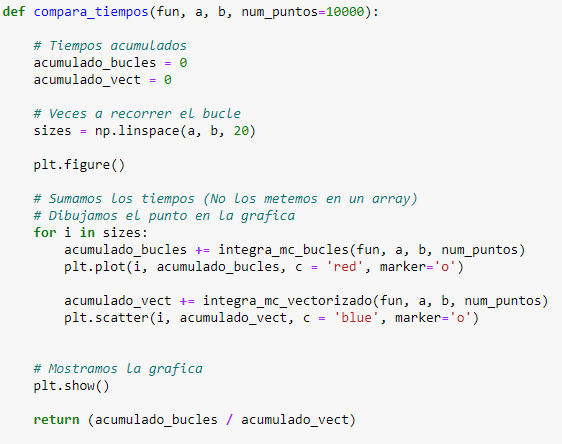 def compara_tiempos(fun, a, b, num_puntos=10000):
# Tiempos acumulados
acumulado_bucles = 0
acumulado_vect = 0
# Veces a recorrer el bucle
sizes = np.linspace(a, b, 20)
plt.figure()
# Sumamos los tiempos (No los metemos en un array)
# Dibujamos el punto en la grafica
for i in sizes:
acumulado_bucles += integra_mc_bucles(fun, a, b, num_puntos)
plt.plot(i, acumulado_bucles, c = 'red', marker='o')
acumulado_vect += integra_mc_vectorizado(fun, a, b, num_puntos)
plt.scatter(i, acumulado_vect, c = 'blue', marker='o')
# Mostramos la grafica
plt.show()
return (acumulado_bucles / acumulado_vect)